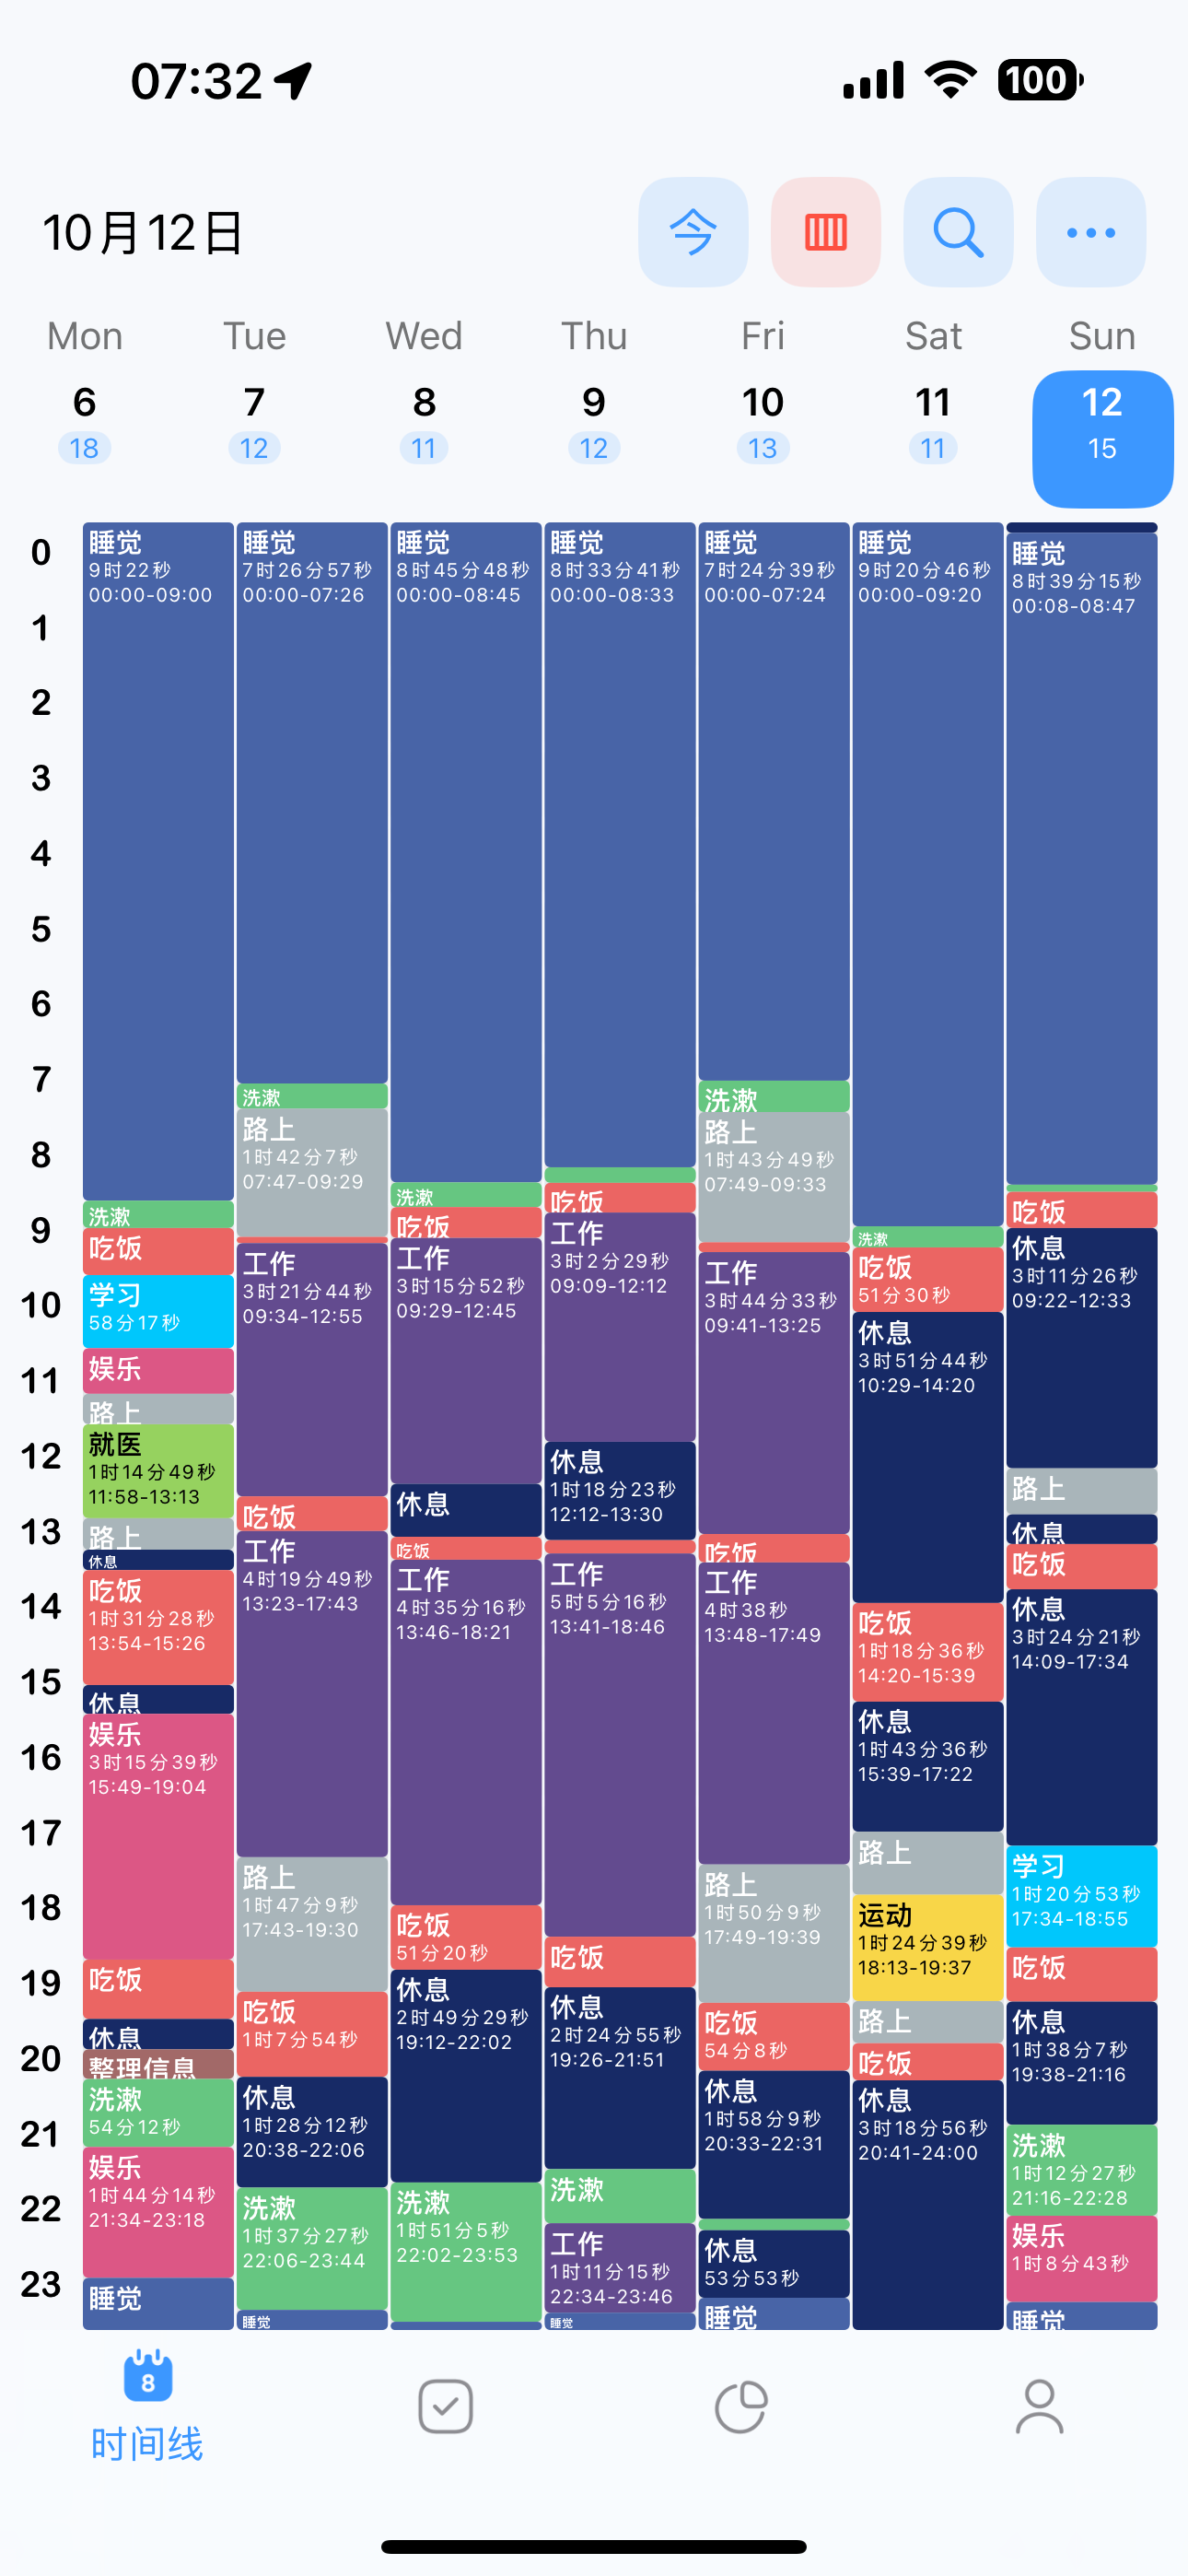 07:32
100
10月12日
今
Mon Tue Wed Thu Fri Sat Sun
6 7 8 9 10 11 12
18 12 11 12 13 11 15
0
1
2
3
4
5
6
7
8
9
10
11
12
13
14
15
16
17
18
19
20
21
22
23
睡觉
9时22秒
00:00-09:00
洗漱
吃饭
学习
58分17秒
娱乐
路上
就医
1时14分49秒
11:58-13:13
路上
休息
吃饭
1时31分28秒
13:54-15:26
休息
娱乐
3时15分39秒
15:49-19:04
吃饭
休息
整理信息
洗漱
54分12秒
娱乐
1时44分14秒
21:34-23:18
睡觉
睡觉
7时26分57秒
00:00-07:26
洗漱
路上
1时42分7秒
07:47-09:29
工作
3时21分44秒
09:34-12:55
吃饭
工作
4时19分49秒
13:23-17:43
路上
1时47分9秒
17:43-19:30
吃饭
1时7分54秒
休息
1时28分12秒
20:38-22:06
洗漱
1时37分27秒
22:06-23:44
睡觉
睡觉
8时45分48秒
00:00-08:45
洗漱
吃饭
工作
3时15分52秒
09:29-12:45
休息
吃饭
工作
4时35分16秒
13:46-18:21
吃饭
51分20秒
休息
2时49分29秒
19:12-22:02
洗漱
1时51分5秒
22:02-23:53
睡觉
8时33分41秒
00:00-08:33
吃饭
工作
3时2分29秒
09:09-12:12
休息
1时18分23秒
12:12-13:30
工作
5时5分16秒
13:41-18:46
吃饭
休息
2时24分55秒
19:26-21:51
洗漱
工作
1时11分15秒
22:34-23:46
睡觉
睡觉
7时24分39秒
00:00-07:24
洗漱
路上
1时43分49秒
07:49-09:33
工作
3时44分33秒
09:41-13:25
吃饭
工作
4时38秒
13:48-17:49
路上
1时50分9秒
17:49-19:39
吃饭
54分8秒
休息
1时58分9秒
20:33-22:31
休息
53分53秒
睡觉
睡觉
9时20分46秒
00:00-09:20
洗漱
吃饭
51分30秒
休息
3时51分44秒
10:29-14:20
吃饭
1时18分36秒
14:20-15:39
休息
1时43分36秒
15:39-17:22
路上
运动
1时24分39秒
18:13-19:37
路上
吃饭
休息
3时18分56秒
20:41-24:00
睡觉
8时39分15秒
00:08-08:47
吃饭
休息
3时11分26秒
09:22-12:33
路上
休息
吃饭
休息
3时24分21秒
14:09-17:34
学习
1时20分53秒
17:34-18:55
吃饭
休息
1时38分7秒
19:38-21:16
洗漱
1时12分27秒
21:16-22:28
娱乐
1时8分43秒
睡觉
8
时间线